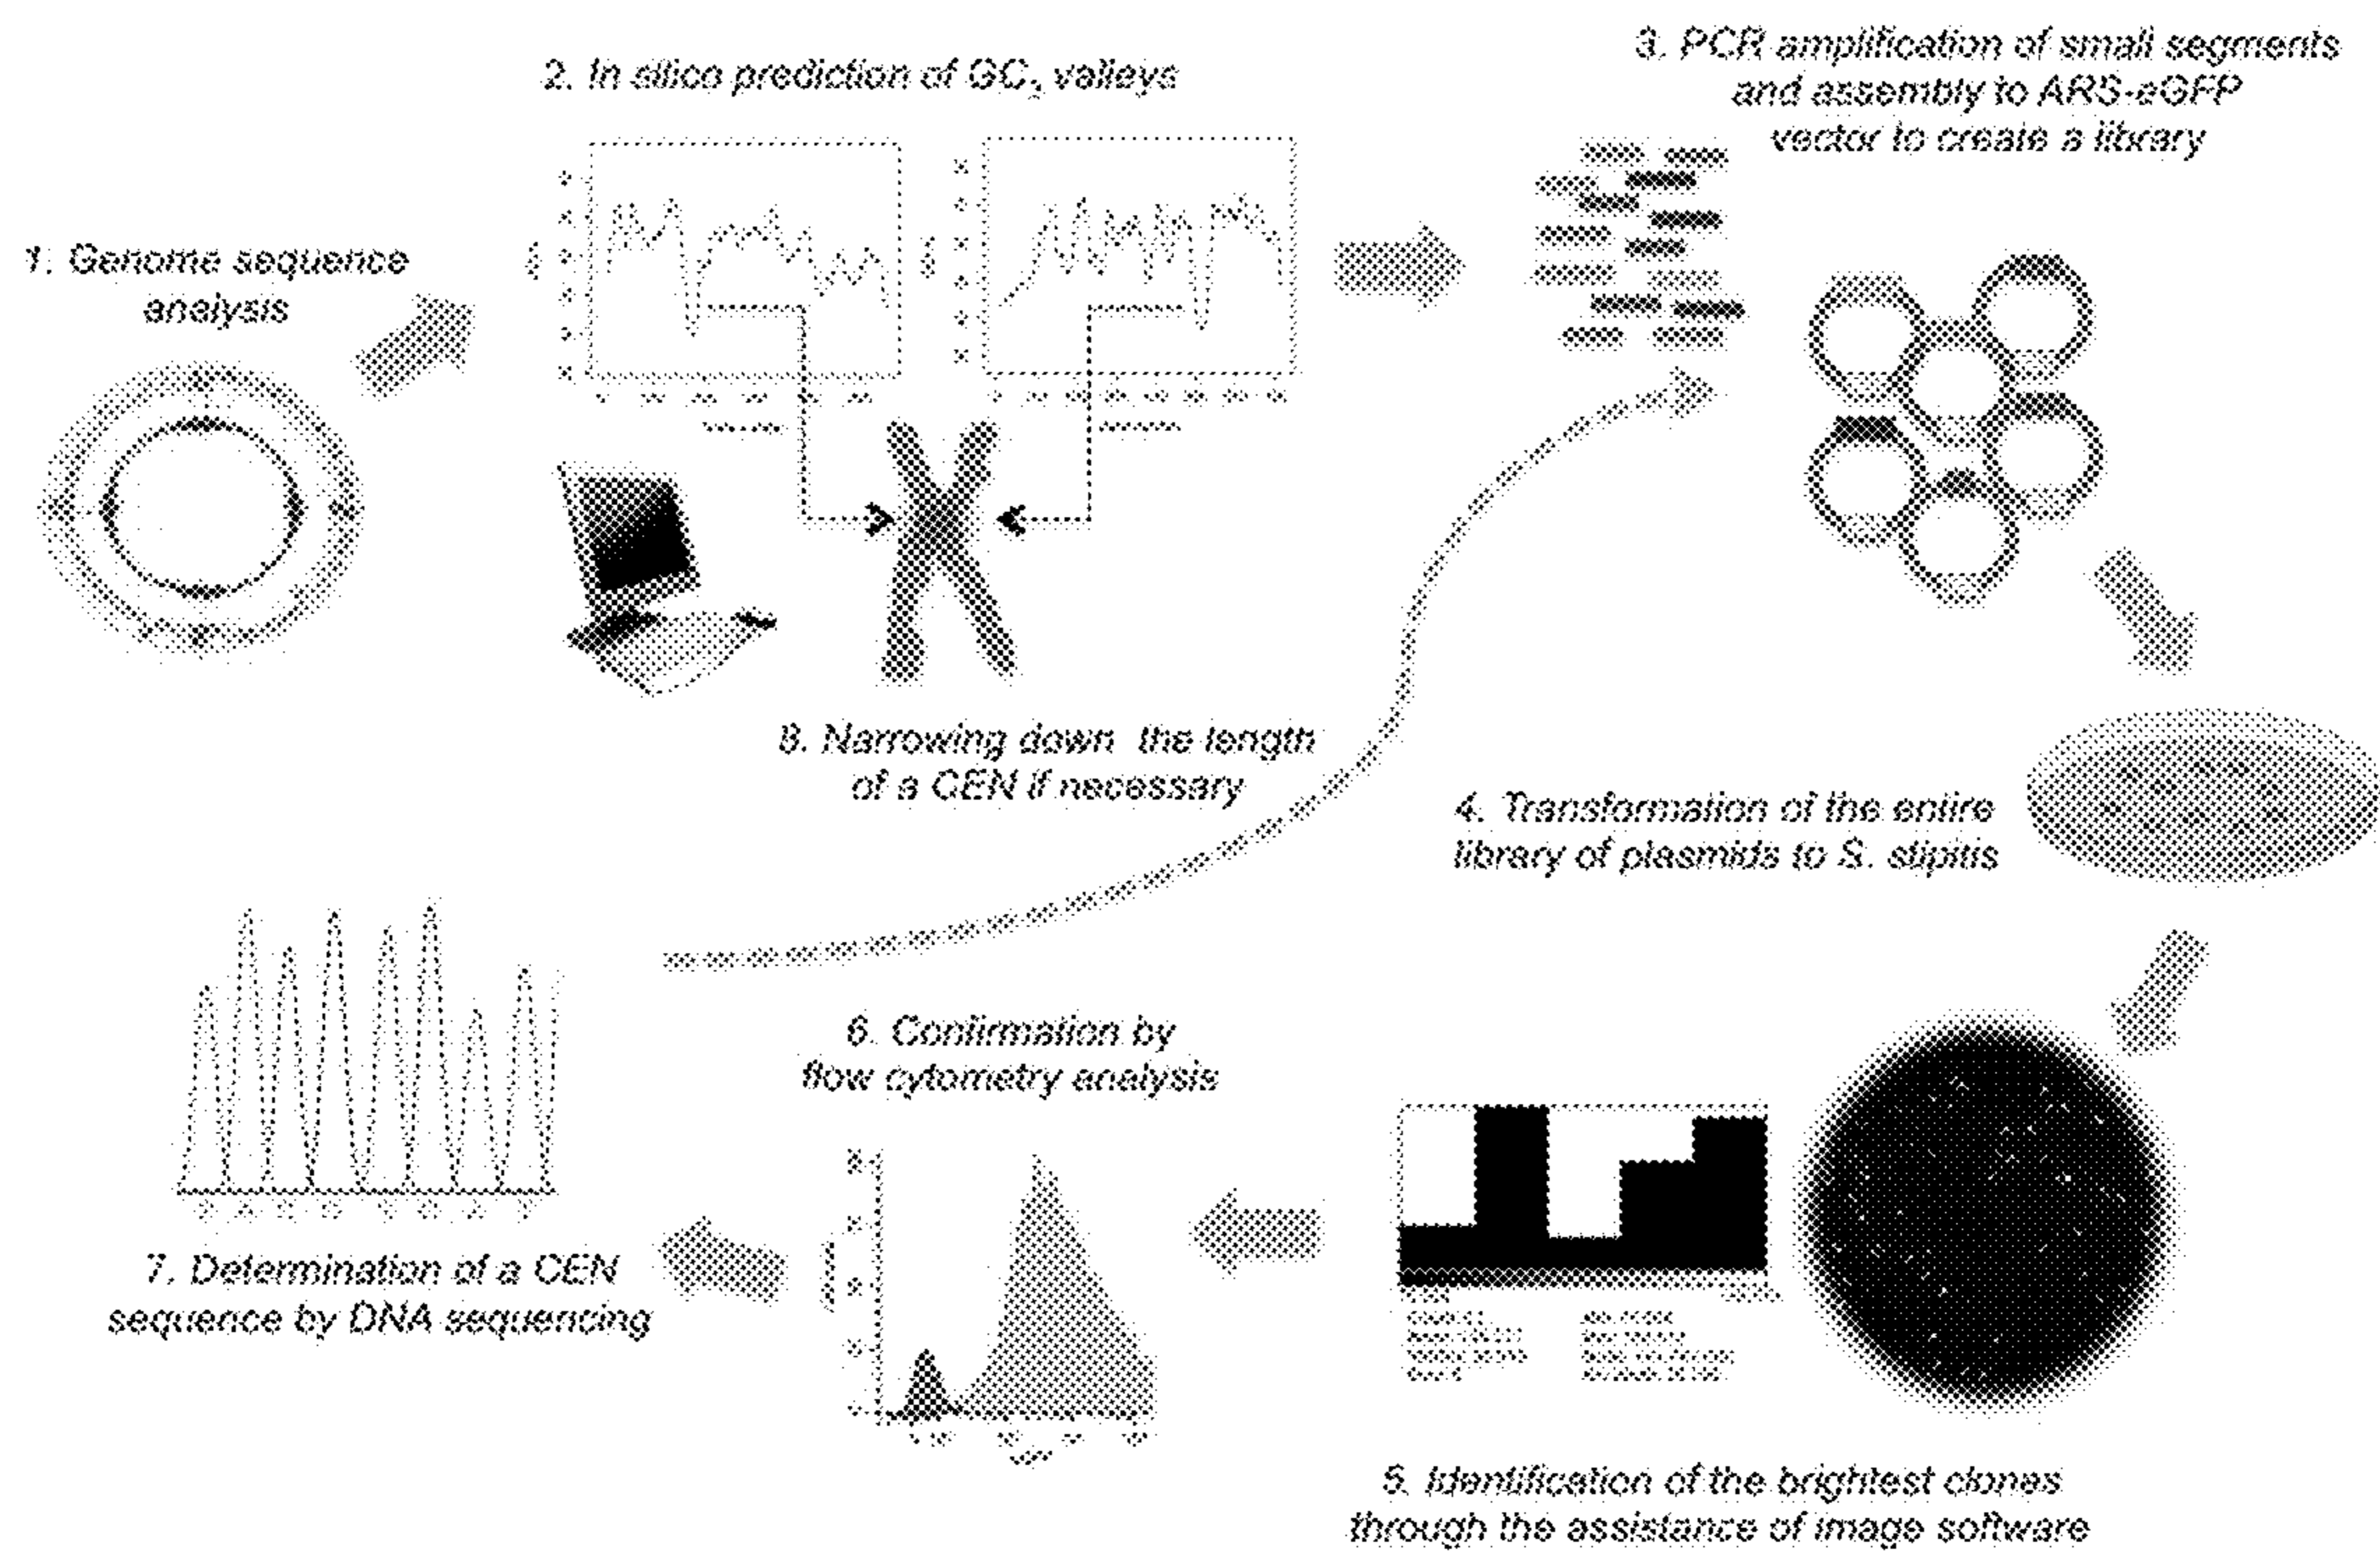 1. Genome sequence
analysis
2. In silico prediction of GC₃ valleys
3. PCR amplification of small segments
and assembly to ARS-eGFP
vector to create a library
8. Narrowing down the length
of a CEN if necessary
4. Transformation of the entire
library of plasmids to S. stipitis
6. Confirmation by
flow cytometry analysis
7. Determination of a CEN
sequence by DNA sequencing
5. Identification of the brightest clones
through the assistance of image software